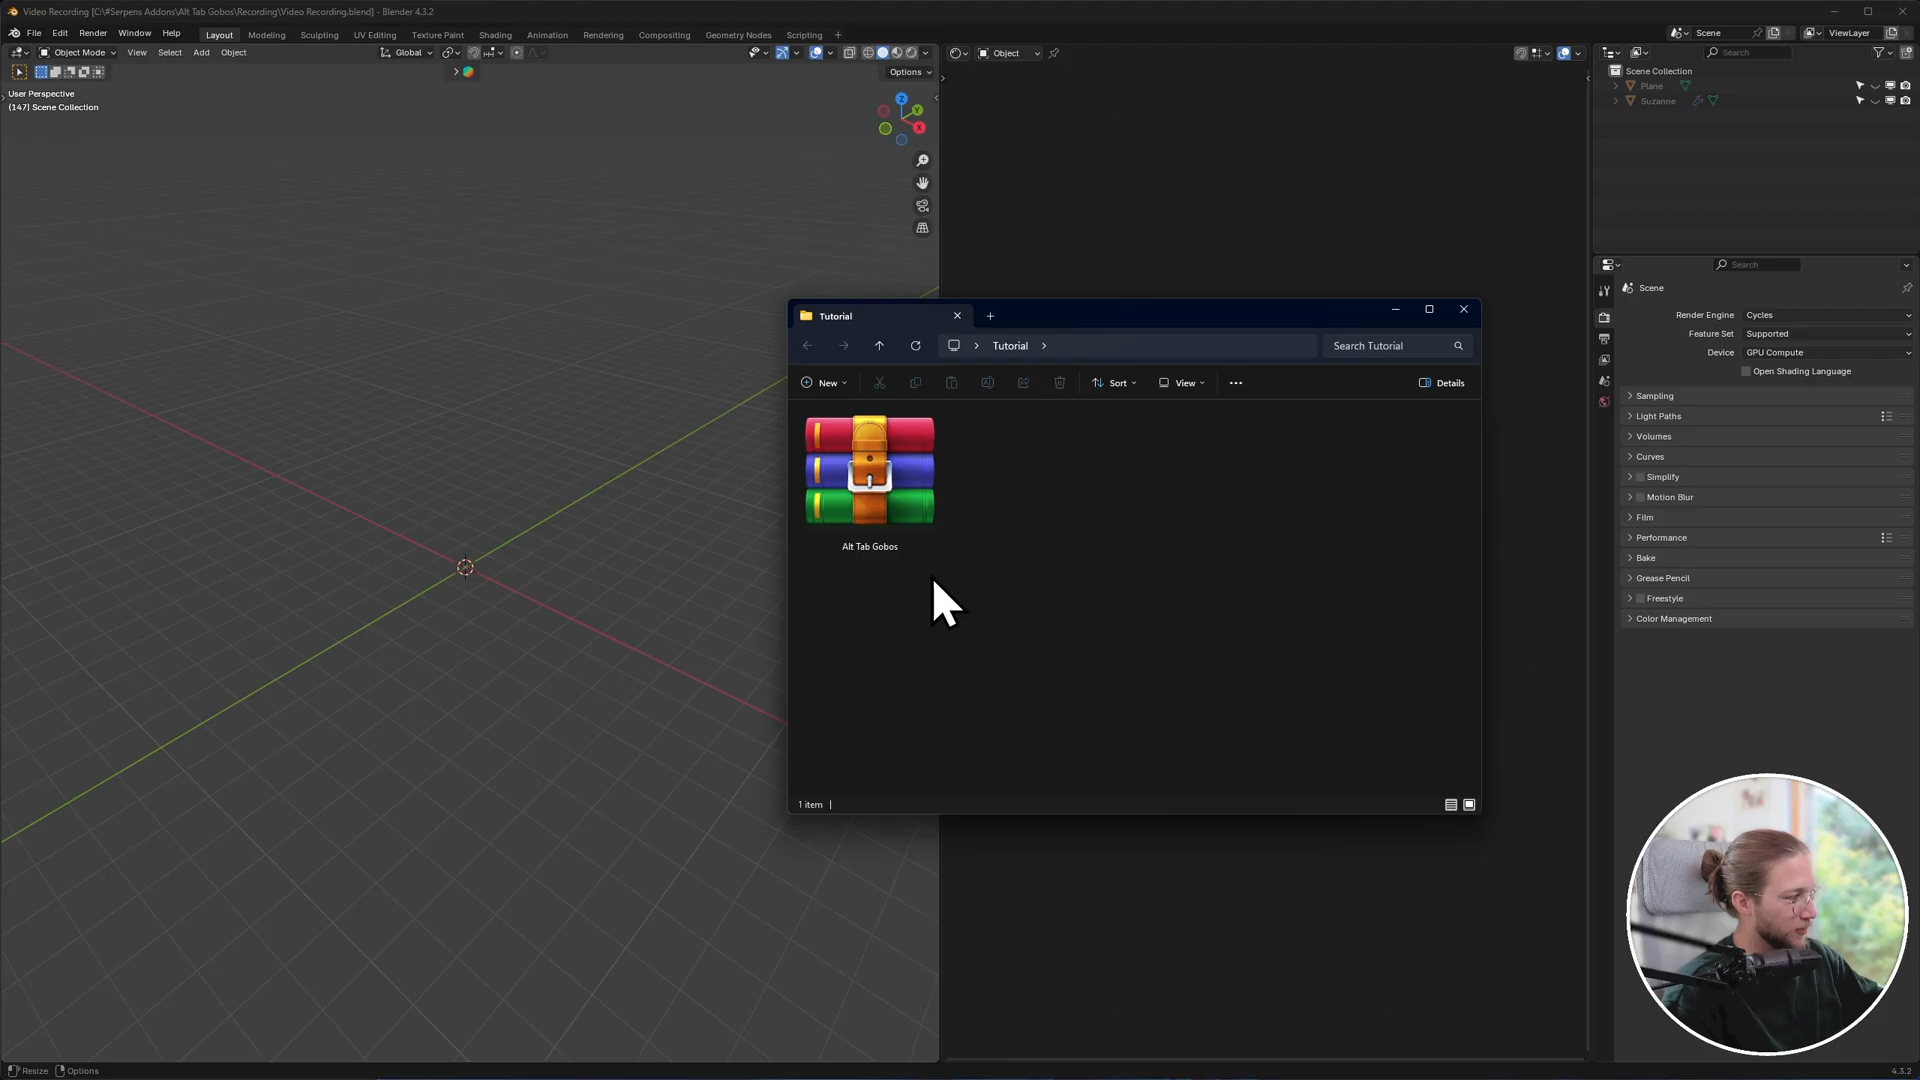 Video Recording [C:\#Serpens Addons\Alt Tab Gobos\Recording\Video Recording.blend] - Blender 4.3.2
File Edit Render Window Help Layout Modeling Sculpting UV Editing Texture Paint Shading Animation Rendering Compositing Geometry Nodes Scripting +
Scene
ViewLayer
Object Mode View Select Add Object
Global
Object
Search
Options
User Perspective
(147) Scene Collection
Z
Y
X
Scene Collection
Plane
Suzanne
Search
Scene
Render Engine Cycles
Feature Set Supported
Device GPU Compute
Open Shading Language
Sampling
Light Paths
Volumes
Curves
Simplify
Motion Blur
Film
Performance
Bake
Grease Pencil
Freestyle
Color Management
Tutorial
Tutorial
Search Tutorial
New
Sort
View
Details
Alt Tab Gobos
1 item
Resize Options
4.3.2